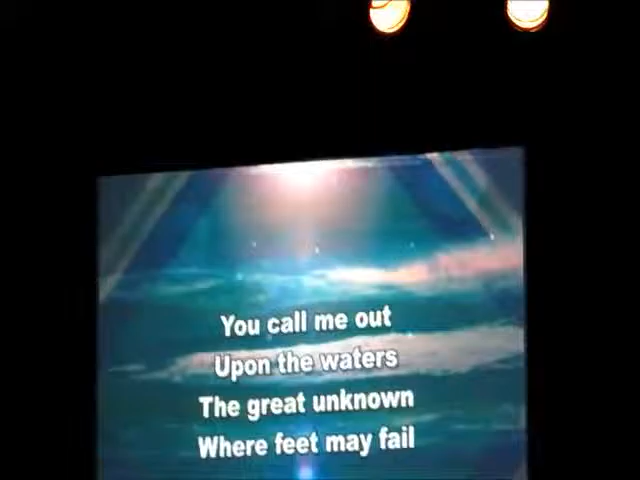 You call me out
Upon the waters
The great unknown
Where feet may fail